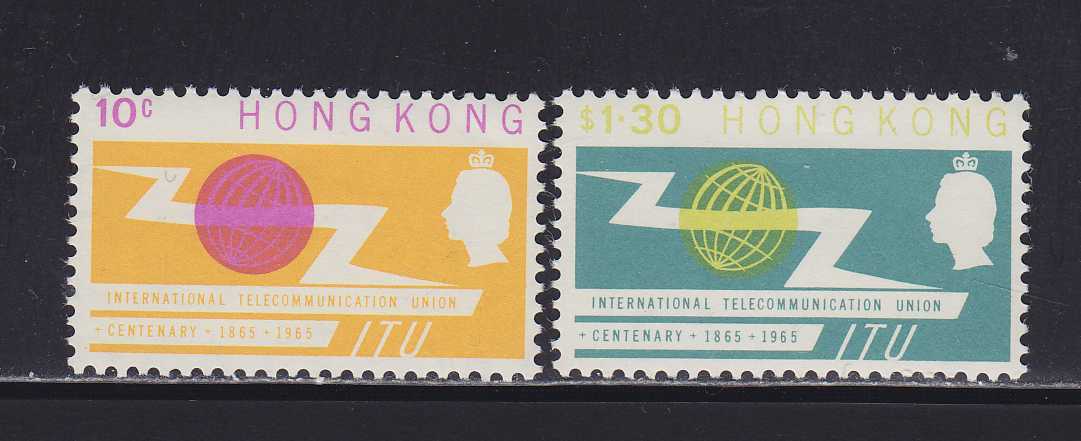 10c HONG KONG
INTERNATIONAL TELECOMMUNICATION UNION
+ CENTENARY + 1865 + 1965
ITU
$1·30 HONG KONG
INTERNATIONAL TELECOMMUNICATION UNION
+ CENTENARY + 1865 + 1965
ITU